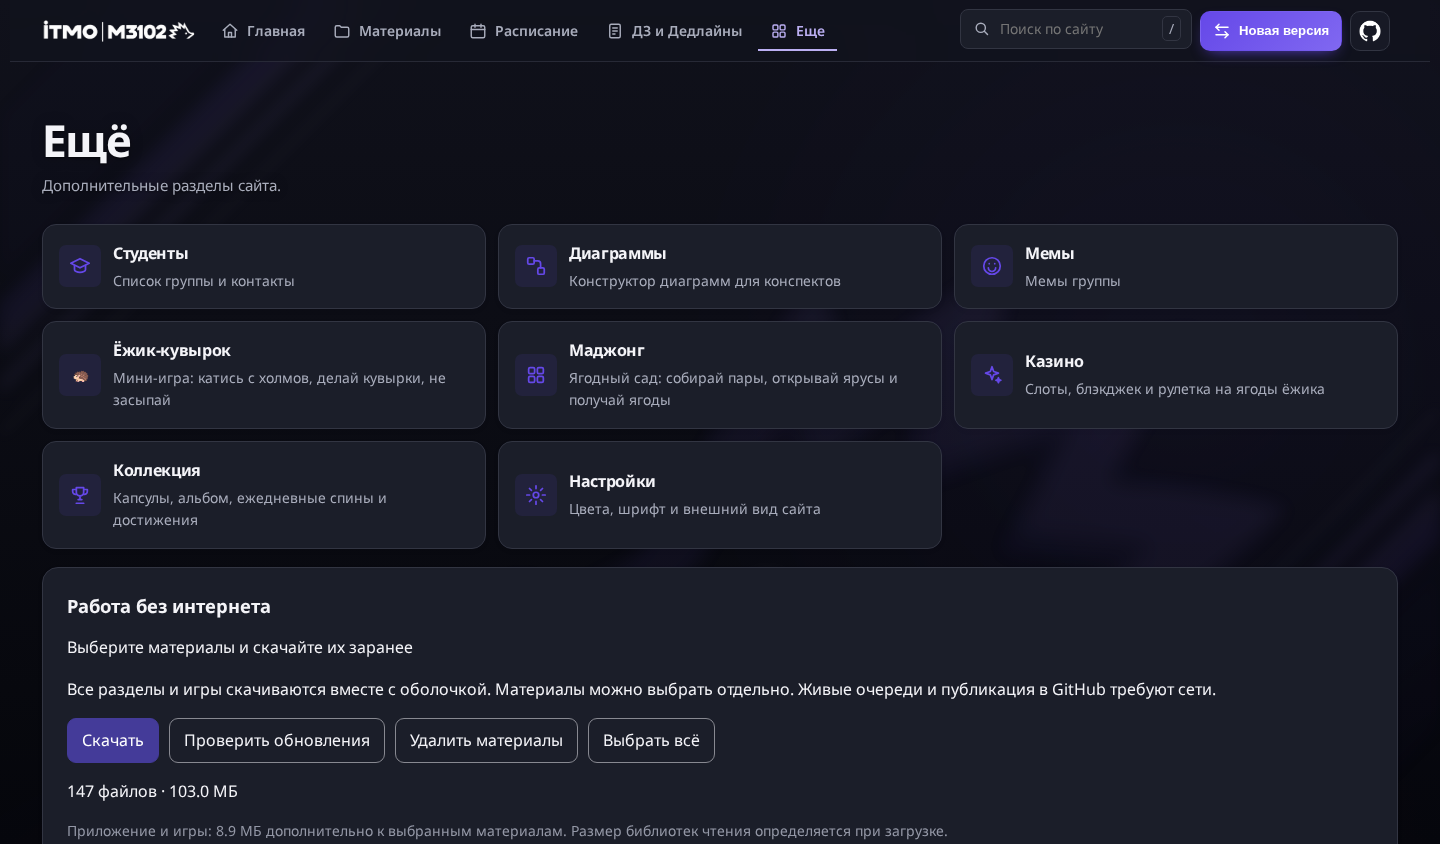 iTMO | M3102
Главная
Материалы
Расписание
ДЗ и Дедлайны
Еще
Поиск по сайту
/
Новая версия
Ещё
Дополнительные разделы сайта.
Студенты
Список группы и контакты
Диаграммы
Конструктор диаграмм для конспектов
Мемы
Мемы группы
Ёжик-кувырок
Мини-игра: катись с холмов, делай кувырки, не
засыпай
Маджонг
Ягодный сад: собирай пары, открывай ярусы и
получай ягоды
Казино
Слоты, блэкджек и рулетка на ягоды ёжика
Коллекция
Капсулы, альбом, ежедневные спины и
достижения
Настройки
Цвета, шрифт и внешний вид сайта
Работа без интернета
Выберите материалы и скачайте их заранее
Все разделы и игры скачиваются вместе с оболочкой. Материалы можно выбрать отдельно. Живые очереди и публикация в GitHub требуют сети.
Скачать
Проверить обновления
Удалить материалы
Выбрать всё
147 файлов · 103.0 МБ
Приложение и игры: 8.9 МБ дополнительно к выбранным материалам. Размер библиотек чтения определяется при загрузке.